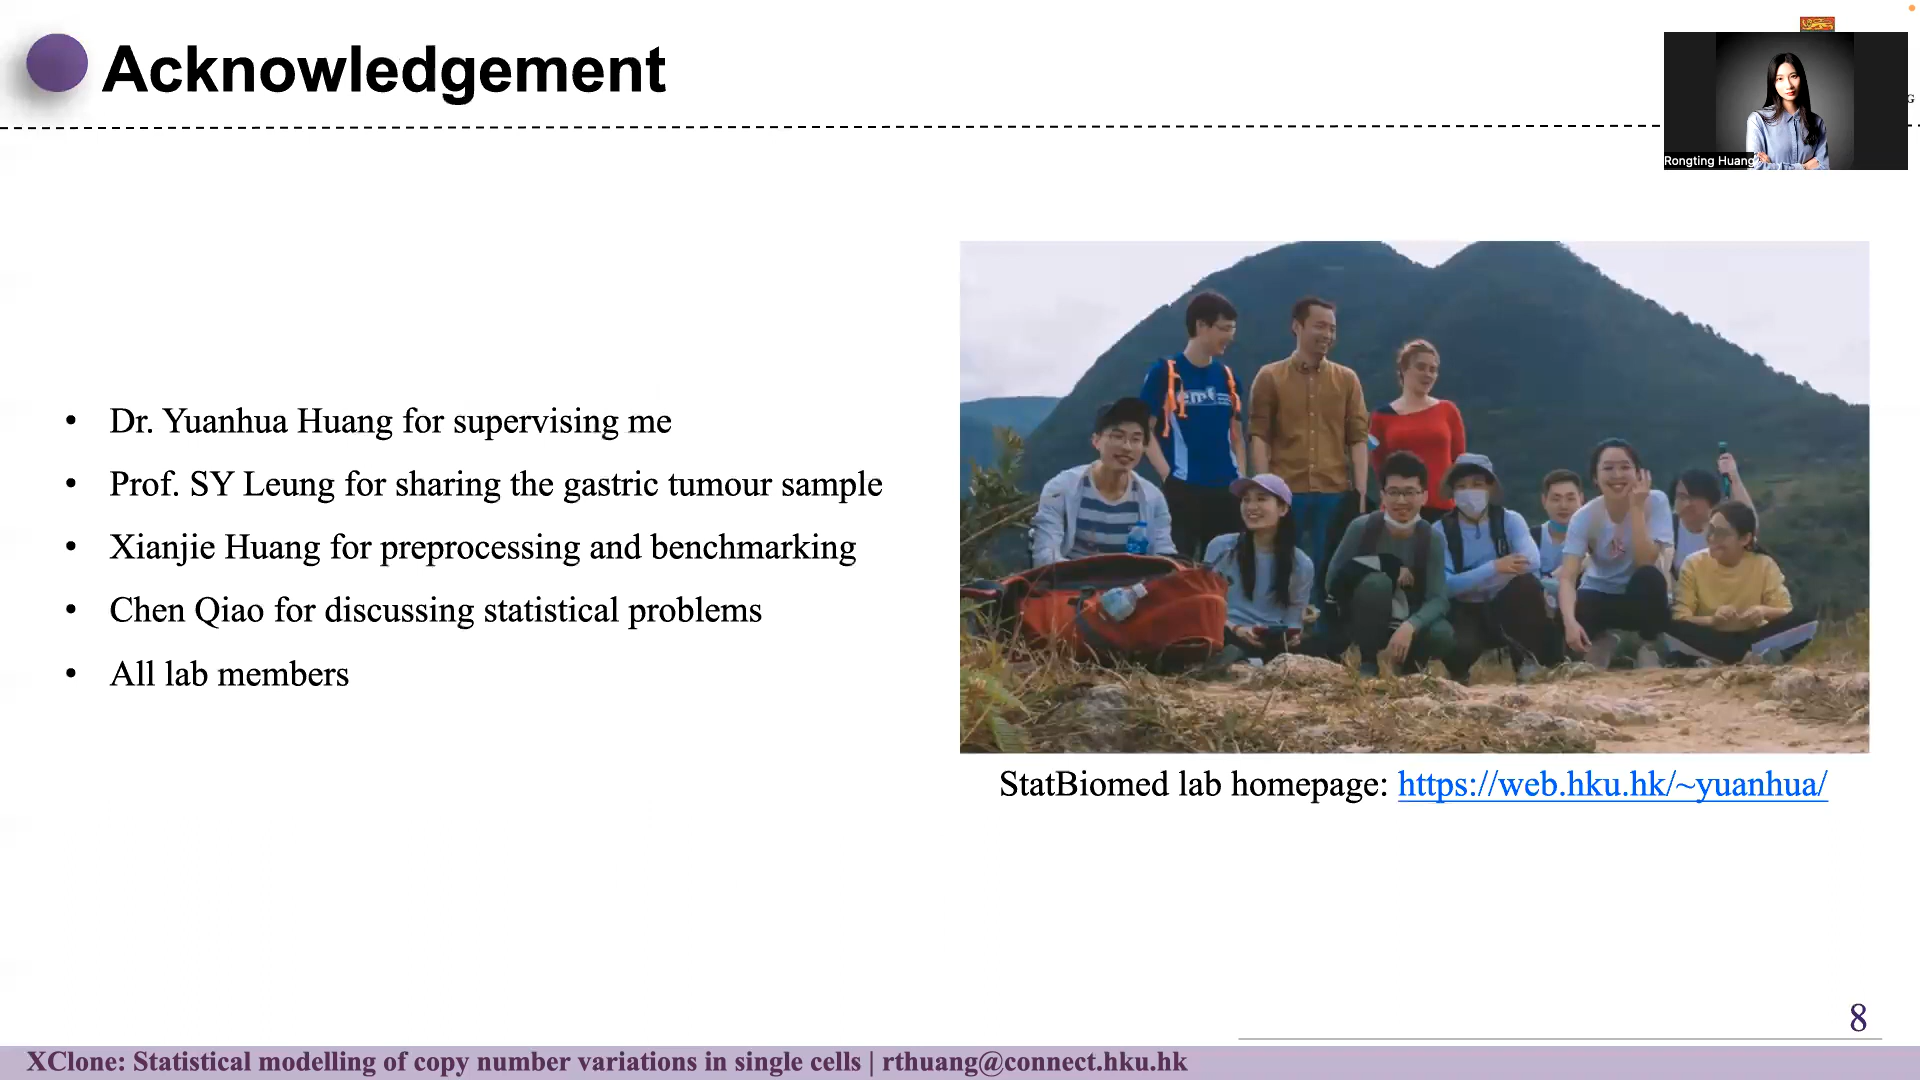 Acknowledgement
G
Rongting Huang
• Dr. Yuanhua Huang for supervising me
• Prof. SY Leung for sharing the gastric tumour sample
• Xianjie Huang for preprocessing and benchmarking
• Chen Qiao for discussing statistical problems
• All lab members
StatBiomed lab homepage: https://web.hku.hk/~yuanhua/
8
XClone: Statistical modelling of copy number variations in single cells | rthuang@connect.hku.hk